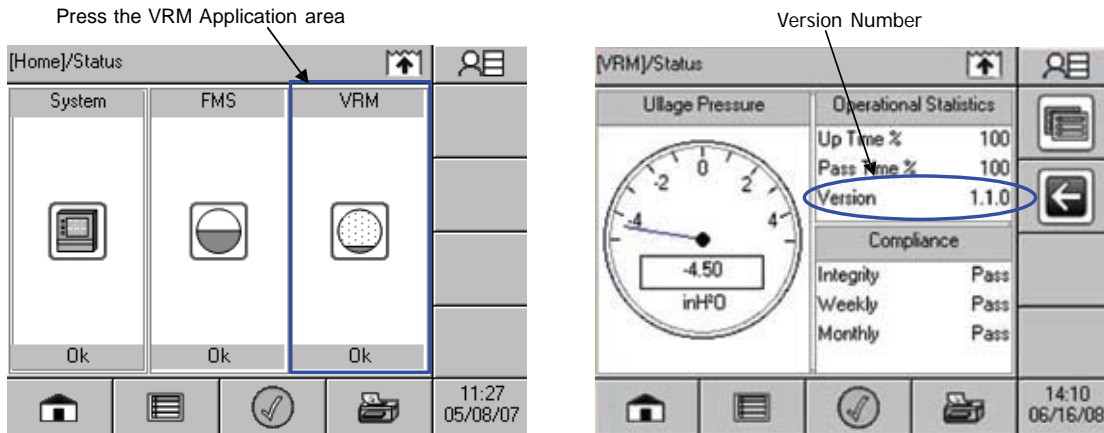 Press the VRM Application area
[Home]/Status
System
FMS
VRM
Ok
Ok
Ok
11:27
05/08/07
Version Number
[VRM]/Status
Ullage Pressure
-4
-2
0
2
4
-4.50
inH²O
Operational Statistics
Up Time % 100
Pass Time % 100
Version 1.1.0
Compliance
Integrity Pass
Weekly Pass
Monthly Pass
14:10
06/16/08